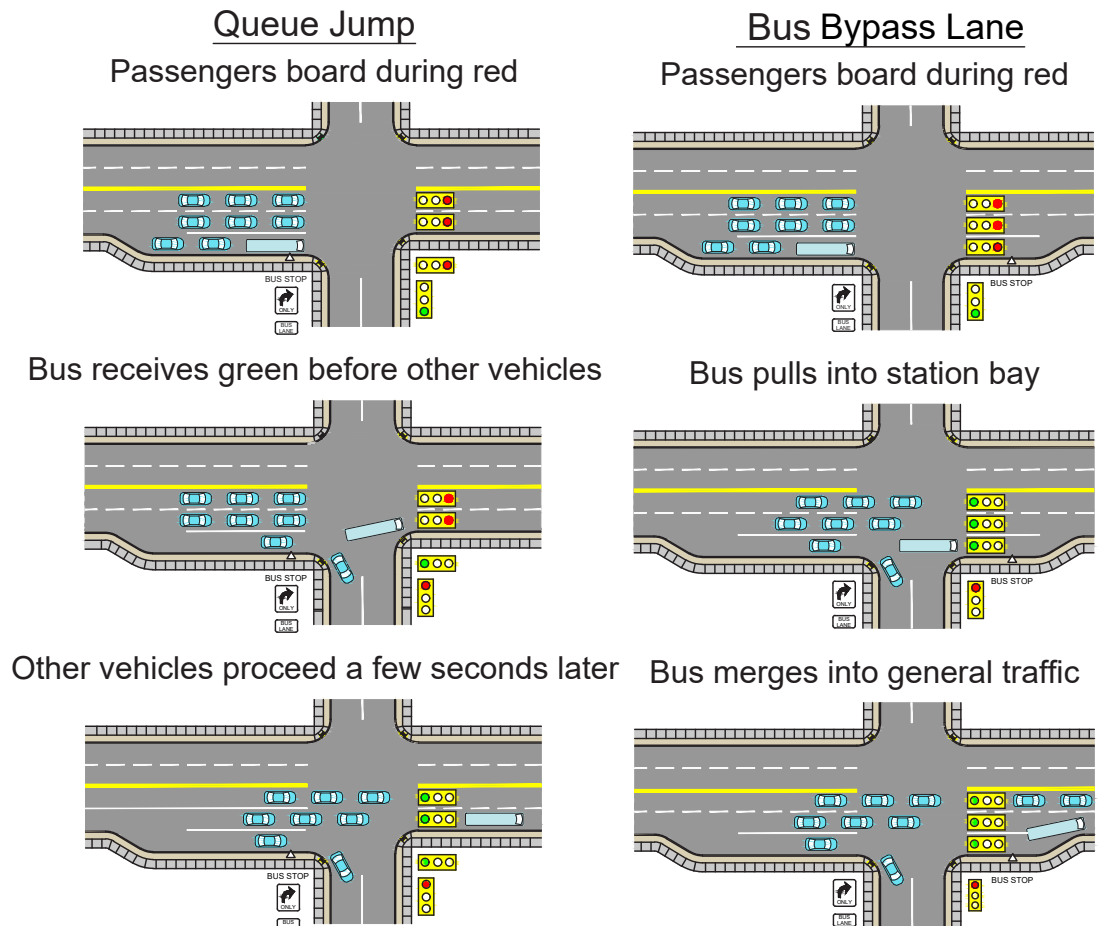 Queue Jump
Passengers board during red
BUS STOP
ONLY
BUS
LANE
Bus receives green before other vehicles
BUS STOP
ONLY
BUS
LANE
Other vehicles proceed a few seconds later
BUS STOP
ONLY
BUS
Bus Bypass Lane
Passengers board during red
BUS STOP
ONLY
BUS
LANE
Bus pulls into station bay
BUS STOP
ONLY
BUS
LANE
Bus merges into general traffic
BUS STOP
ONLY
BUS
LANE